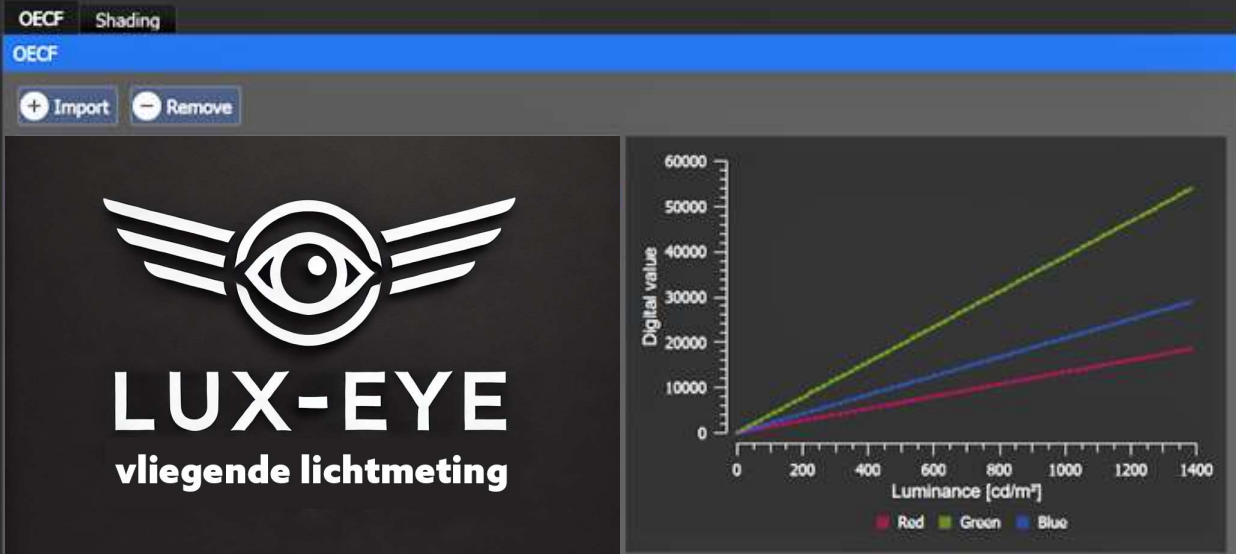 OECF Shading
OECF
Import Remove
LUX-EYE
vliegende lichtmeting
60000
50000
40000
30000
20000
10000
0
Digital value
0 200 400 600 800 1000 1200 1400
Luminance [cd/m²]
Red Green Blue